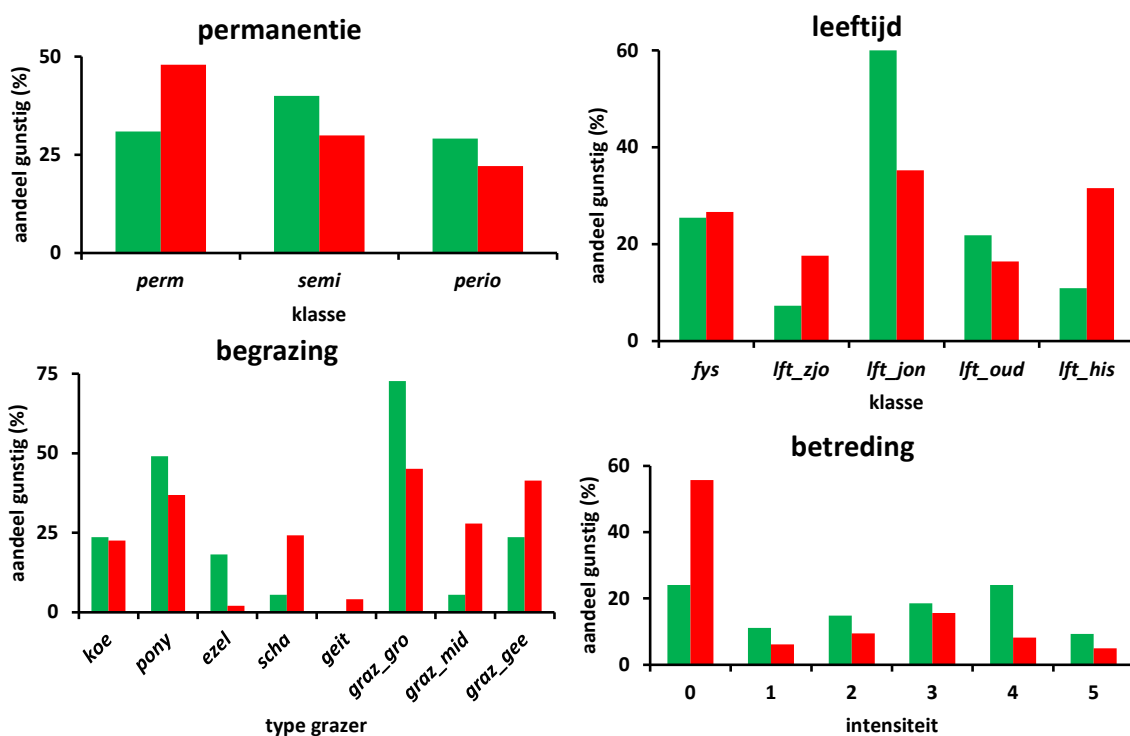 permanentie
aandeel gunstig (%)
50
25
0
perm semi perio
klasse
leeftijd
aandeel gunstig (%)
60
40
20
0
fys lft_zjo lft_jon lft_oud lft_his
klasse
begrazing
aandeel gunstig (%)
75
50
25
0
koe pony ezel scha geit graz_gro graz_mid graz_gee
type grazer
betreding
aandeel gunstig (%)
60
40
20
0
0 1 2 3 4 5
intensiteit